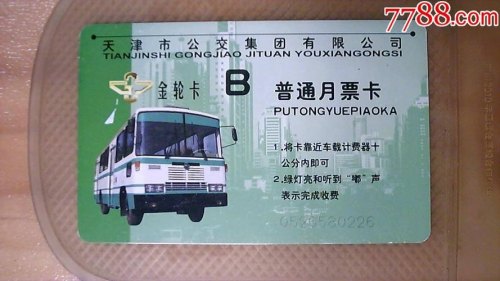 7788.com
天津市公交集团有限公司
TIANJINSHI GONGJIAO JITUAN YOUXIANGONGSI
金轮卡 B 普通月票卡
PUTONGYUEPIAOKA
1.将卡靠近车载计费器十
公分内即可
2.绿灯亮和听到“嘟”声
表示完成收费